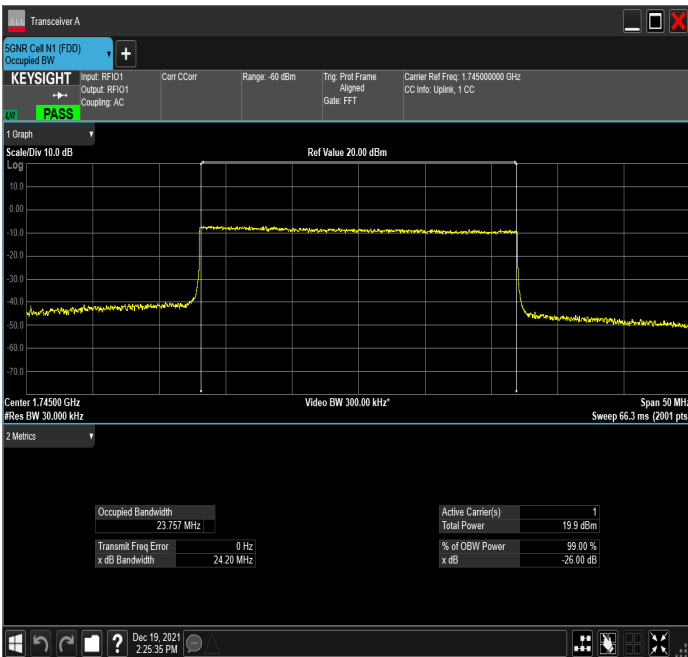 Transceiver A
5GNR Cell N1 (FDD)
Occupied BW
KEYSIGHT
Input: RFIO1
Output: RFIO1
Coupling: AC
Corr CCorr
Range: -60 dBm
Trig: Prot Frame
Aligned
Gate: FFT
Carrier Ref Freq: 1.745000000 GHz
CC Info: Uplink, 1 CC
LXI
PASS
1 Graph
Scale/Div 10.0 dB
Ref Value 20.00 dBm
Log
10.0
0.00
-10.0
-20.0
-30.0
-40.0
-50.0
-60.0
-70.0
Center 1.74500 GHz
Video BW 300.00 kHz*
Span 50 MHz
#Res BW 30.000 kHz
Sweep 66.3 ms (2001 pts
2 Metrics
Occupied Bandwidth
23.757 MHz
Active Carrier(s) 1
Total Power 19.9 dBm
Transmit Freq Error 0 Hz
x dB Bandwidth 24.20 MHz
% of OBW Power 99.00 %
x dB -26.00 dB
?
Dec 19, 2021
2:25:35 PM